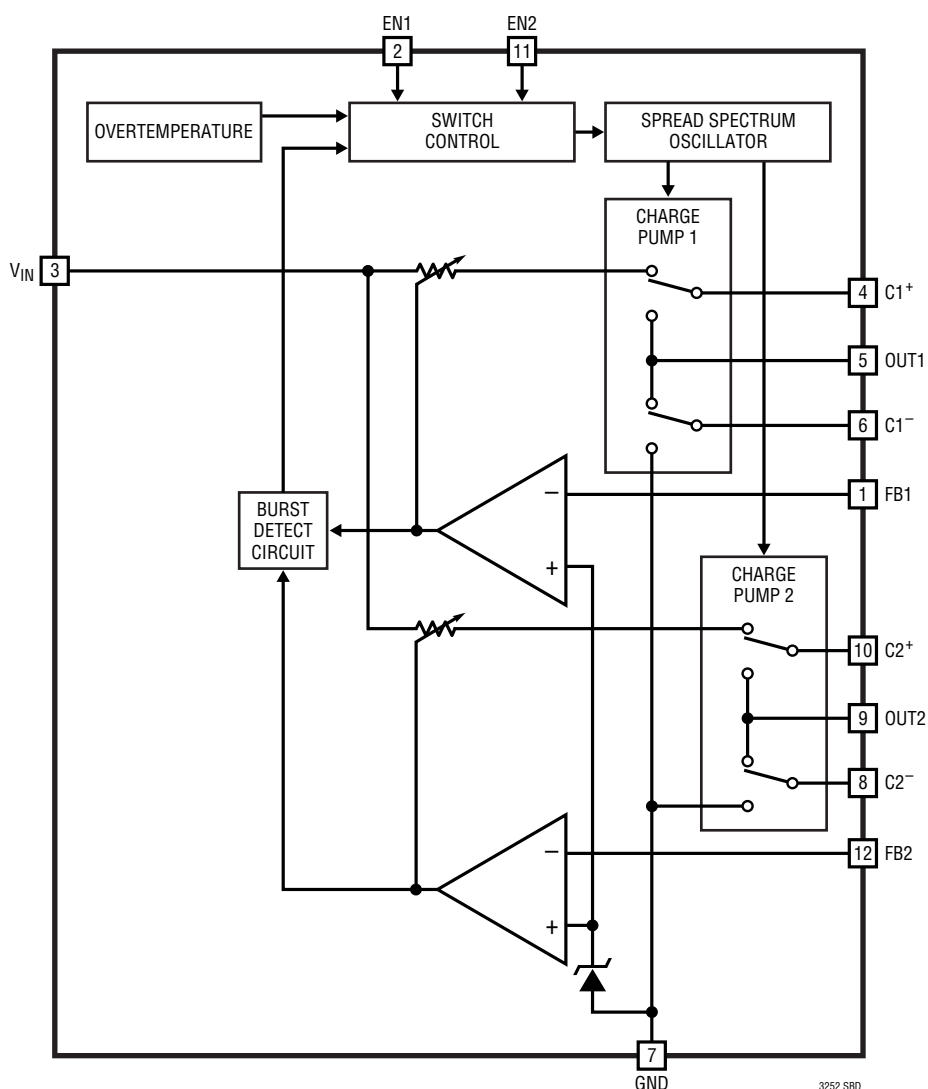 EN1
EN2
2
11
OVERTEMPERATURE
SWITCH
CONTROL
SPREAD SPECTRUM
OSCILLATOR
CHARGE
PUMP 1
VIN
3
4
C1+
5
OUT1
6
C1−
−
1
FB1
BURST
DETECT
CIRCUIT
+
CHARGE
PUMP 2
10
C2+
9
OUT2
8
C2−
−
12
FB2
+
7
GND
3252 SBD